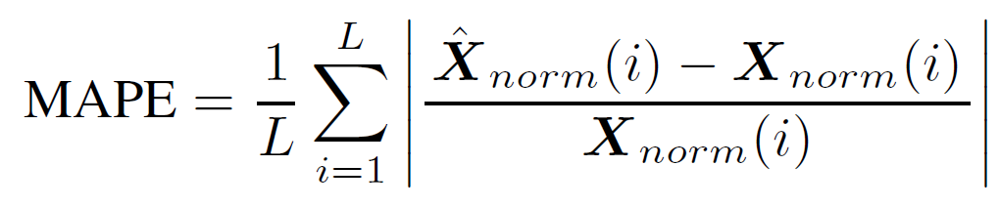 MAPE = \frac{1}{L} \sum_{i=1}^{L} \left| \frac{\hat{\boldsymbol{X}}_{norm}(i) - \boldsymbol{X}_{norm}(i)}{\boldsymbol{X}_{norm}(i)} \right|